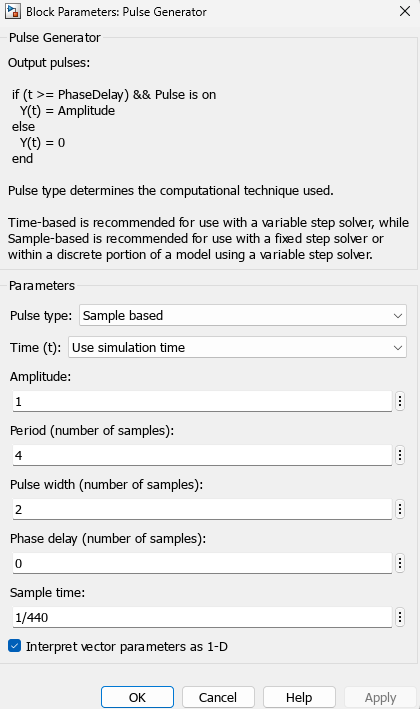 Block Parameters: Pulse Generator
Pulse Generator
Output pulses:
if (t >= PhaseDelay) && Pulse is on
Y(t) = Amplitude
else
Y(t) = 0
end
Pulse type determines the computational technique used.
Time-based is recommended for use with a variable step solver, while
Sample-based is recommended for use with a fixed step solver or
within a discrete portion of a model using a variable step solver.
Parameters
Pulse type: Sample based
Time (t): Use simulation time
Amplitude:
1
Period (number of samples):
4
Pulse width (number of samples):
2
Phase delay (number of samples):
0
Sample time:
1/440
Interpret vector parameters as 1-D
OK Cancel Help Apply